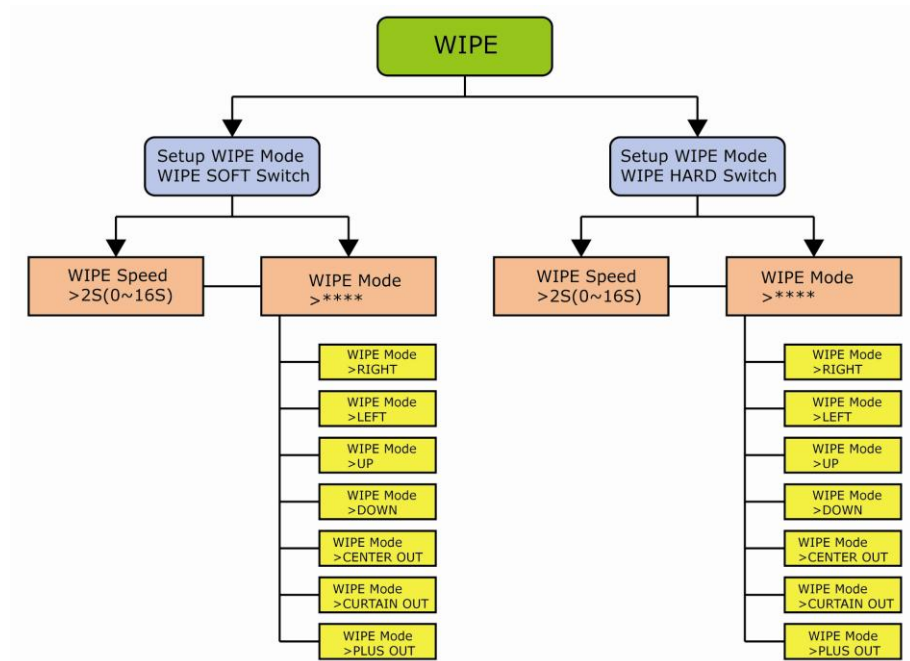 WIPE
Setup WIPE Mode
WIPE SOFT Switch
Setup WIPE Mode
WIPE HARD Switch
WIPE Speed
>2S(0~16S)
WIPE Mode
>****
WIPE Speed
>2S(0~16S)
WIPE Mode
>****
WIPE Mode
>RIGHT
WIPE Mode
>LEFT
WIPE Mode
>UP
WIPE Mode
>DOWN
WIPE Mode
>CENTER OUT
WIPE Mode
>CURTAIN OUT
WIPE Mode
>PLUS OUT
WIPE Mode
>RIGHT
WIPE Mode
>LEFT
WIPE Mode
>UP
WIPE Mode
>DOWN
WIPE Mode
>CENTER OUT
WIPE Mode
>CURTAIN OUT
WIPE Mode
>PLUS OUT